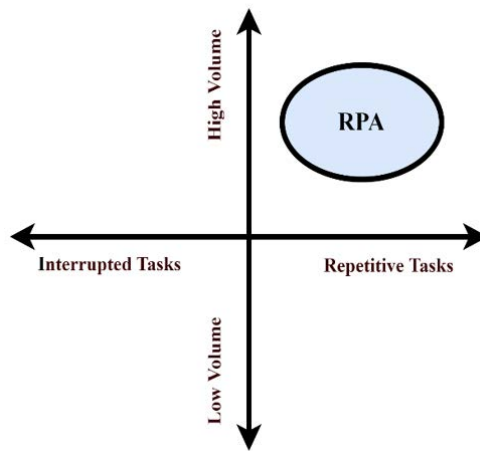 High Volume
RPA
Interrupted Tasks
Repetitive Tasks
Low Volume